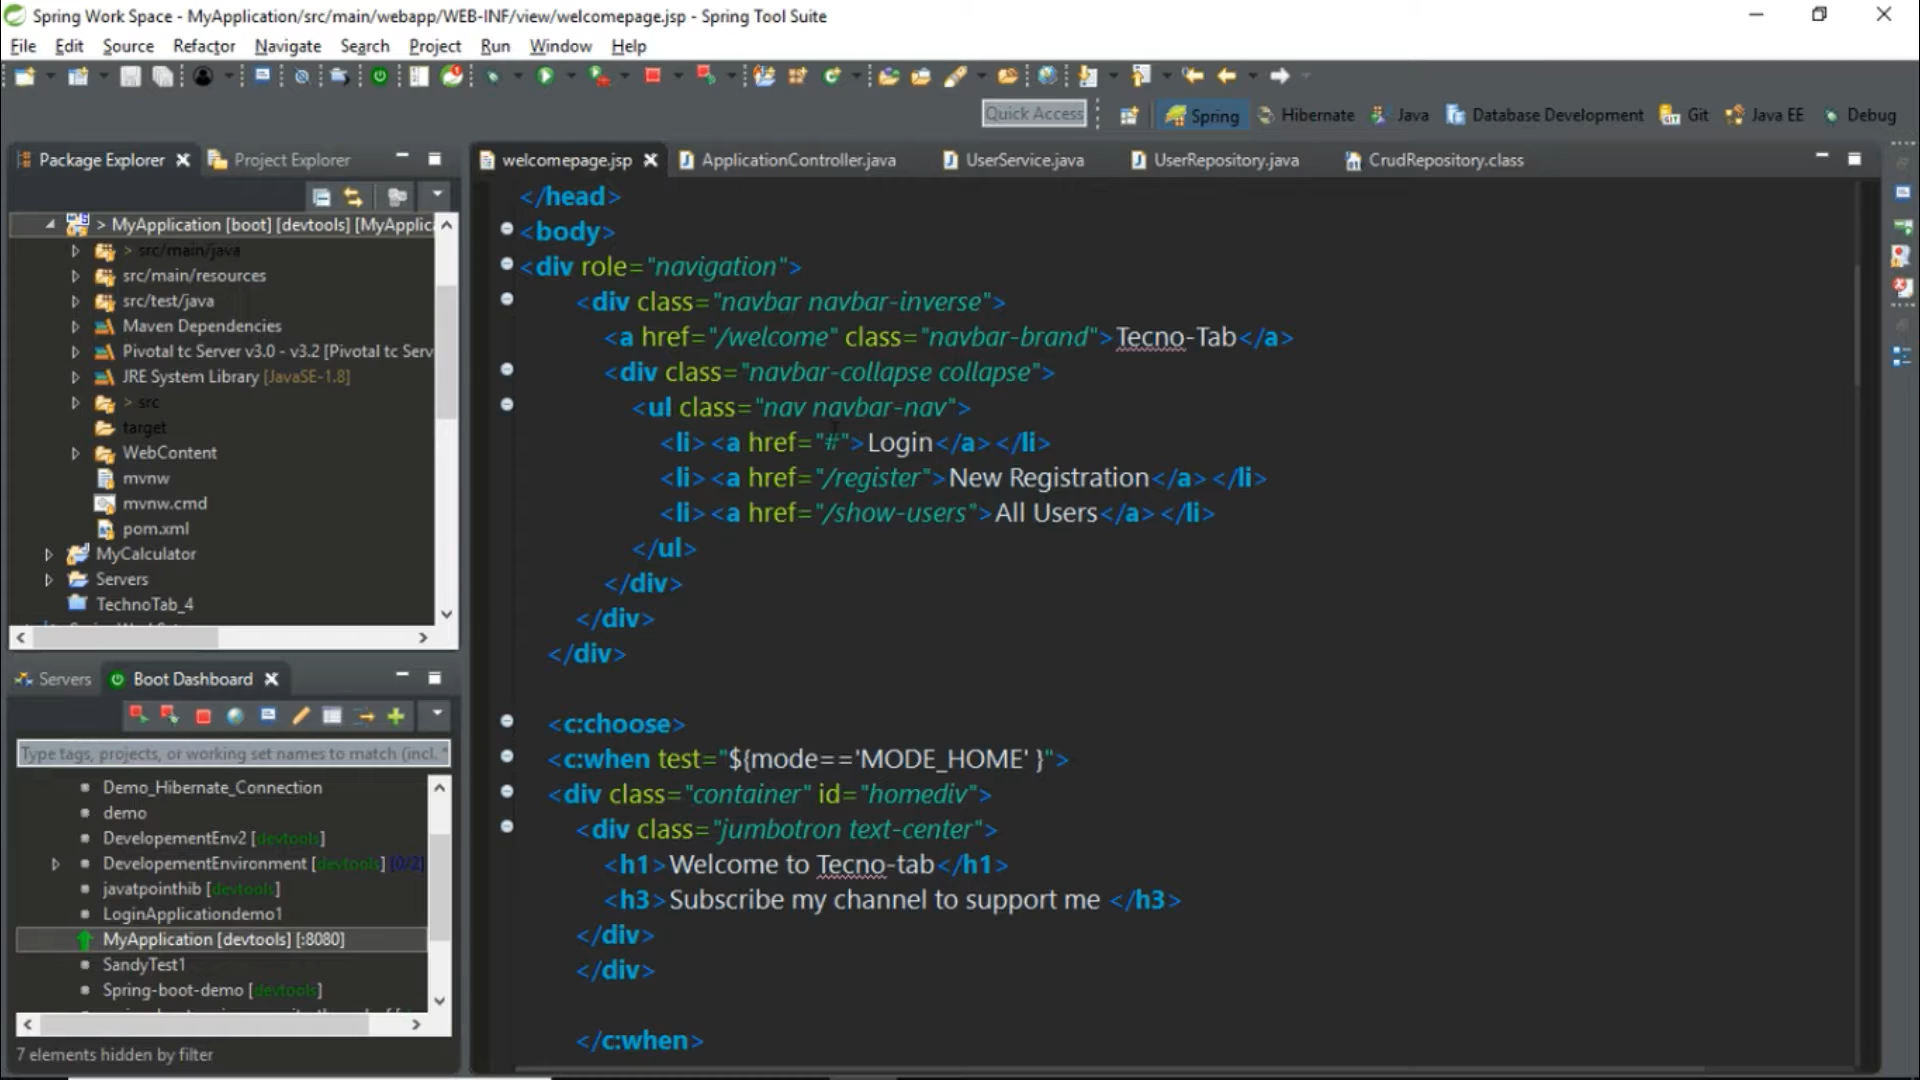 Spring Work Space - MyApplication/src/main/webapp/WEB-INF/view/welcomepage.jsp - Spring Tool Suite
File Edit Source Refactor Navigate Search Project Run Window Help
Quick Access Spring Hibernate Java Database Development Git Java EE Debug
Package Explorer Project Explorer
> MyApplication [boot] [devtools] [MyApplic
> src/main/java
src/main/resources
src/test/java
Maven Dependencies
Pivotal tc Server v3.0 - v3.2 [Pivotal tc Serv
JRE System Library [JavaSE-1.8]
> src
target
WebContent
mvnw
mvnw.cmd
pom.xml
MyCalculator
Servers
TechnoTab_4
Servers Boot Dashboard
Type tags, projects, or working set names to match (incl. *
Demo_Hibernate_Connection
demo
DevelopementEnv2 [devtools]
DevelopementEnvironment [devtools] [0/2]
javatpointhib [devtools]
LoginApplicationdemo1
MyApplication [devtools] [:8080]
SandyTest1
Spring-boot-demo [devtools]
7 elements hidden by filter
welcomepage.jsp ApplicationController.java UserService.java UserRepository.java CrudRepository.class
</head>
<body>
<div role="navigation">
<div class="navbar navbar-inverse">
<a href="/welcome" class="navbar-brand">Tecno-Tab</a>
<div class="navbar-collapse collapse">
<ul class="nav navbar-nav">
<li><a href="#">Login</a></li>
<li><a href="/register">New Registration</a></li>
<li><a href="/show-users">All Users</a></li>
</ul>
</div>
</div>
</div>
<c:choose>
<c:when test="${mode=='MODE_HOME' }">
<div class="container" id="homediv">
<div class="jumbotron text-center">
<h1>Welcome to Tecno-tab</h1>
<h3>Subscribe my channel to support me </h3>
</div>
</div>
</c:when>